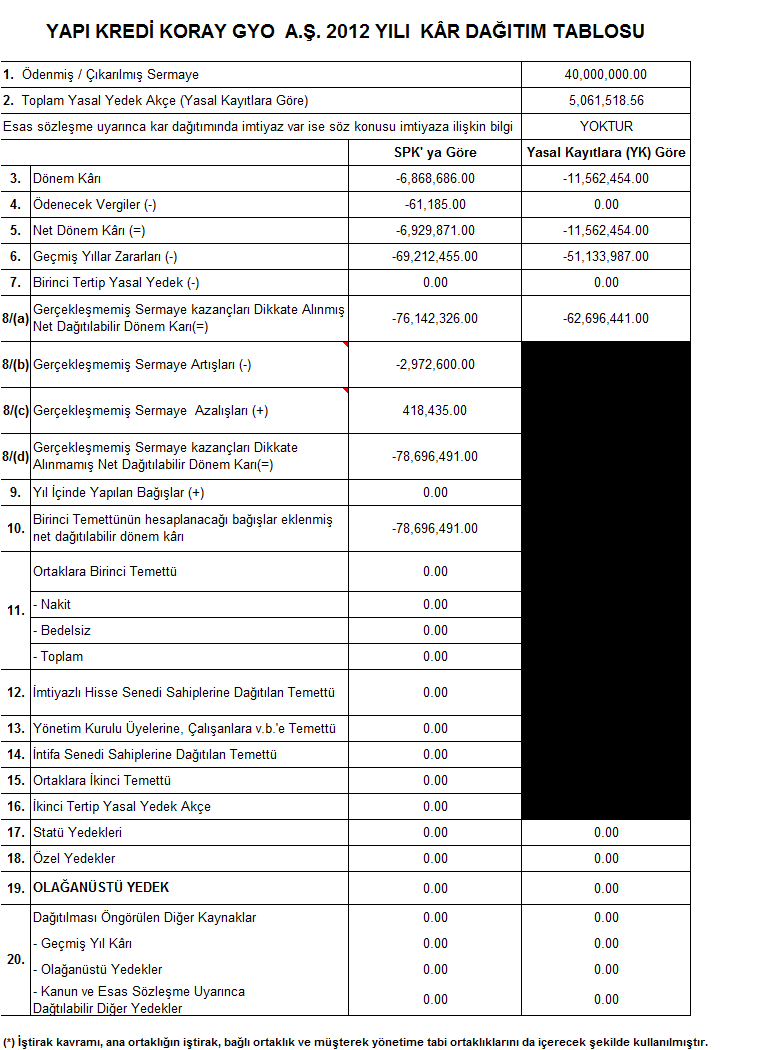 YAPI KREDİ KORAY GYO A.Ş. 2012 YILI KÂR DAĞITIM TABLOSU
1. Ödenmiş / Çıkarılmış Sermaye 40,000,000.00
2. Toplam Yasal Yedek Akçe (Yasal Kayıtlara Göre) 5,061,518.56
Esas sözleşme uyarınca kar dağıtımında imtiyaz var ise söz konusu imtiyaza ilişkin bilgi YOKTUR
SPK' ya Göre Yasal Kayıtlara (YK) Göre
3. Dönem Kârı -6,868,686.00 -11,562,454.00
4. Ödenecek Vergiler (-) -61,185.00 0.00
5. Net Dönem Kârı (=) -6,929,871.00 -11,562,454.00
6. Geçmiş Yıllar Zararları (-) -69,212,455.00 -51,133,987.00
7. Birinci Tertip Yasal Yedek (-) 0.00 0.00
8/(a) Gerçekleşmemiş Sermaye kazançları Dikkate Alınmış
Net Dağıtılabilir Dönem Karı(=) -76,142,326.00 -62,696,441.00
8/(b) Gerçekleşmemiş Sermaye Artışları (-) -2,972,600.00
8/(c) Gerçekleşmemiş Sermaye Azalışları (+) 418,435.00
8/(d) Gerçekleşmemiş Sermaye kazançları Dikkate
Alınmamış Net Dağıtılabilir Dönem Karı(=) -78,696,491.00
9. Yıl İçinde Yapılan Bağışlar (+) 0.00
10. Birinci Temettünün hesaplanacağı bağışlar eklenmiş
net dağıtılabilir dönem kârı -78,696,491.00
11. Ortaklara Birinci Temettü 0.00
- Nakit 0.00
- Bedelsiz 0.00
- Toplam 0.00
12. İmtiyazlı Hisse Senedi Sahiplerine Dağıtılan Temettü 0.00
13. Yönetim Kurulu Üyelerine, Çalışanlara v.b.'e Temettü 0.00
14. İntifa Senedi Sahiplerine Dağıtılan Temettü 0.00
15. Ortaklara İkinci Temettü 0.00
16. İkinci Tertip Yasal Yedek Akçe 0.00
17. Statü Yedekleri 0.00 0.00
18. Özel Yedekler 0.00 0.00
19. OLAĞANÜSTÜ YEDEK 0.00 0.00
20. Dağıtılması Öngörülen Diğer Kaynaklar 0.00 0.00
- Geçmiş Yıl Kârı 0.00 0.00
- Olağanüstü Yedekler 0.00 0.00
- Kanun ve Esas Sözleşme Uyarınca
Dağıtılabilir Diğer Yedekler 0.00 0.00
(*) İştirak kavramı, ana ortaklığın iştirak, bağlı ortaklık ve müşterek yönetime tabi ortaklıklarını da içerecek şekilde kullanılmıştır.